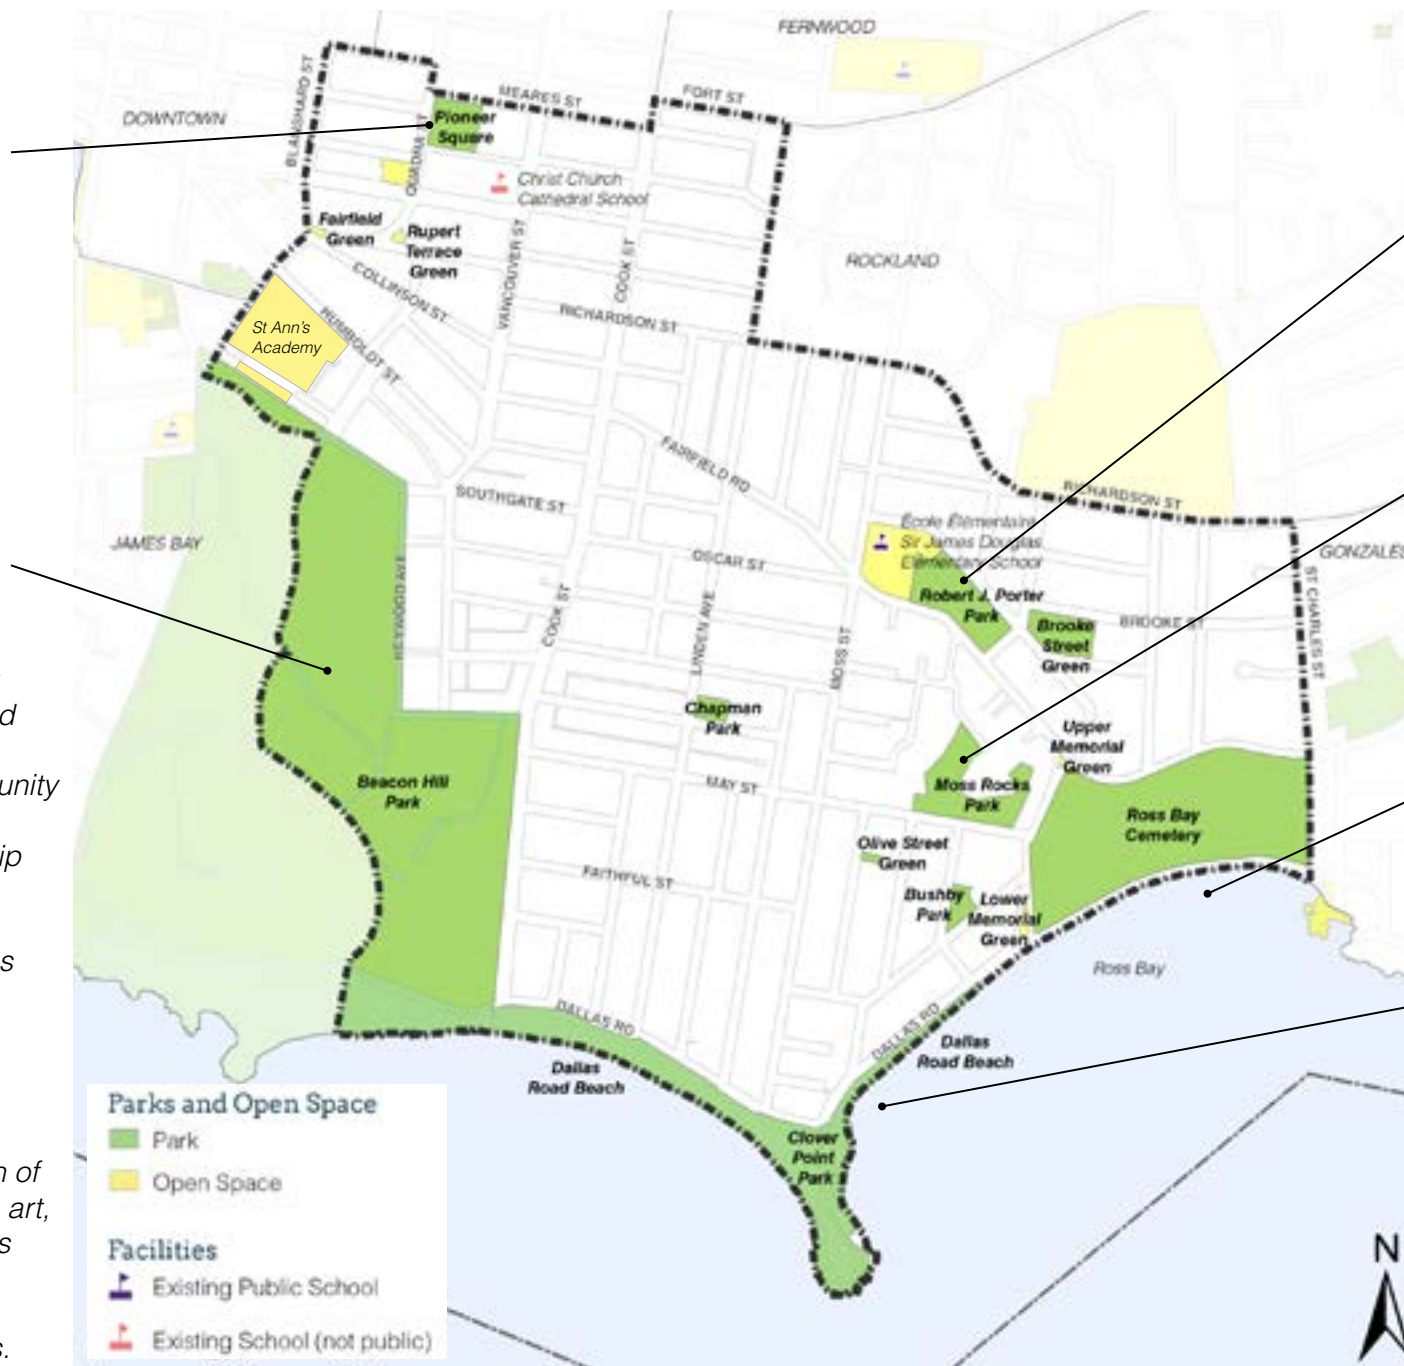 FERNWOOD
DOWNTOWN
BLANSHARD ST
MEARES ST
FORT ST
Pioneer
Square
QUADRA ST
Christ Church
Cathedral School
Fairfield
Green
Rupert
Terrace
Green
ROCKLAND
VANCOUVER ST
COOK ST
COLLINSON ST
RICHARDSON ST
St Ann's
Academy
HUMBOLDT ST
FAIRFIELD RD
SOUTHGATE ST
RICHARDSON ST
JAMES BAY
École Élémentaire
Sir James Douglas
Elementary School
GONZALES
OSCAR ST
HEYWOOD AVE
COOK ST
LINDEN AVE
MOSS ST
Robert J. Porter
Park
Brooke
Street
Green
BROOKE ST
ST CHARLES ST
Chapman
Park
Upper
Memorial
Green
d
unity
ip
s
Beacon Hill
Park
MAY ST
Moss Rocks
Park
Ross Bay
Cemetery
Olive Street
Green
FAITHFUL ST
Bushby
Park
Lower
Memorial
Green
Ross Bay
DALLAS RD
DALLAS RD
Dallas
Road Beach
Dallas
Road Beach
Clover
Point
Park
n of
art,
s
s.
Parks and Open Space
Park
Open Space
Facilities
Existing Public School
Existing School (not public)
N